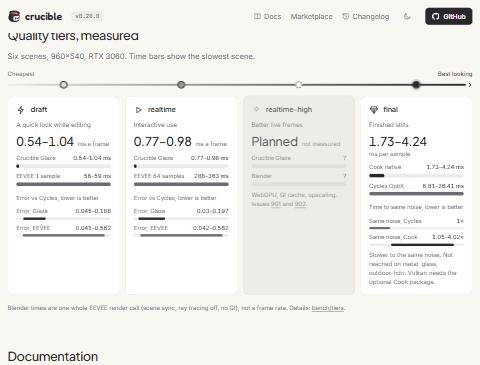 crucible v0.20.0 Docs Marketplace Changelog GitHub
Quality tiers, measured
Six scenes, 960×540, RTX 3060. Time bars show the slowest scene.
Cheapest Best looking
draft
A quick look while editing
0.54–1.04 ms a frame
Crucible Glaze 0.54–1.04 ms
EEVEE 1 sample 56–59 ms
Error vs Cycles, lower is better
Error, Glaze 0.045–0.188
Error, EEVEE 0.041–0.562
realtime
Interactive use
0.77–0.98 ms a frame
Crucible Glaze 0.77–0.98 ms
EEVEE 64 samples 286–363 ms
Error vs Cycles, lower is better
Error, Glaze 0.03–0.197
Error, EEVEE 0.042–0.562
realtime-high
Better live frames
Planned not measured
Crucible Glaze ?
Blender ?
WebGPU, GI cache, upscaling.
Issues 901 and 902.
final
Finished stills
1.73–4.24
ms per sample
Cook native 1.73–4.24 ms
Cycles OptiX 6.81–26.41 ms
Time to same noise, lower is better
Same noise, Cycles 1×
Same noise, Cook 1.05–4.02×
Slower to the same noise. Not
reached on metal, glass,
outdoor-hdri. Vulkan needs the
optional Cook package.
Blender times are one whole EEVEE render call (scene sync, ray tracing off, no GI), not a frame rate. Details: bench/tiers.
Documentation